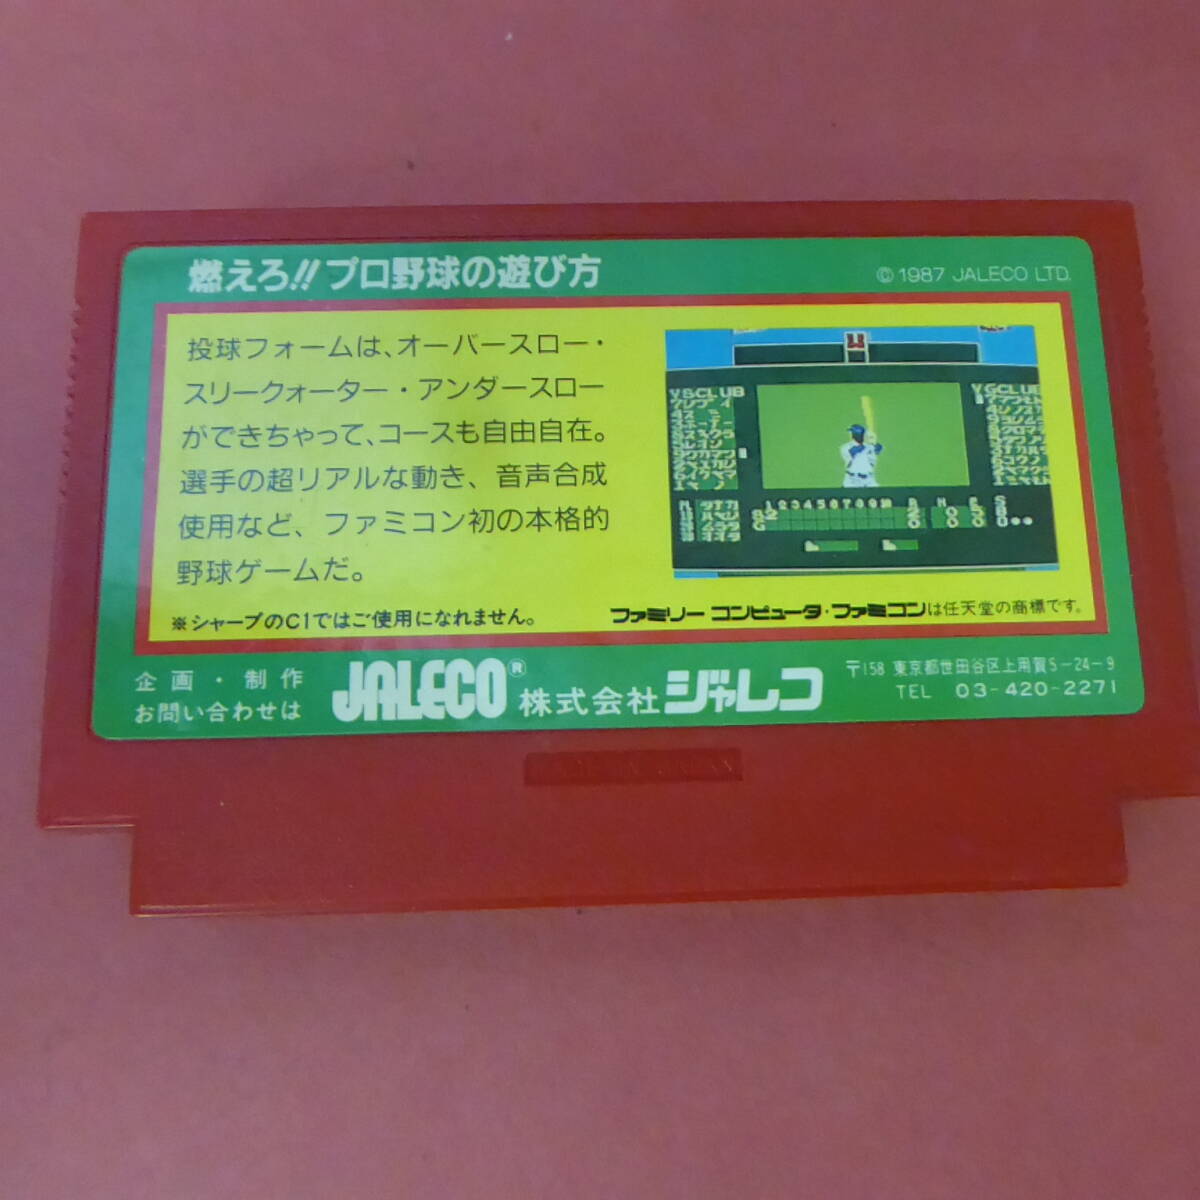 燃えろ!!プロ野球の遊び方
© 1987 JALECO LTD.
投球フォームは、オーバースロー・
スリークォーター・アンダースロー
ができちゃって、コースも自由自在。
選手の超リアルな動き、音声合成
使用など、ファミコン初の本格的
野球ゲームだ。
YSCLUB
YGCLUB
12345678910 R H E
※シャープのC1ではご使用になれません。
ファミリーコンピュータ・ファミコンは任天堂の商標です。
企画・制作
お問い合わせは
JALECO® 株式会社ジャレコ
〒158 東京都世田谷区上用賀5-24-9
TEL 03-420-2271
MADE IN JAPAN